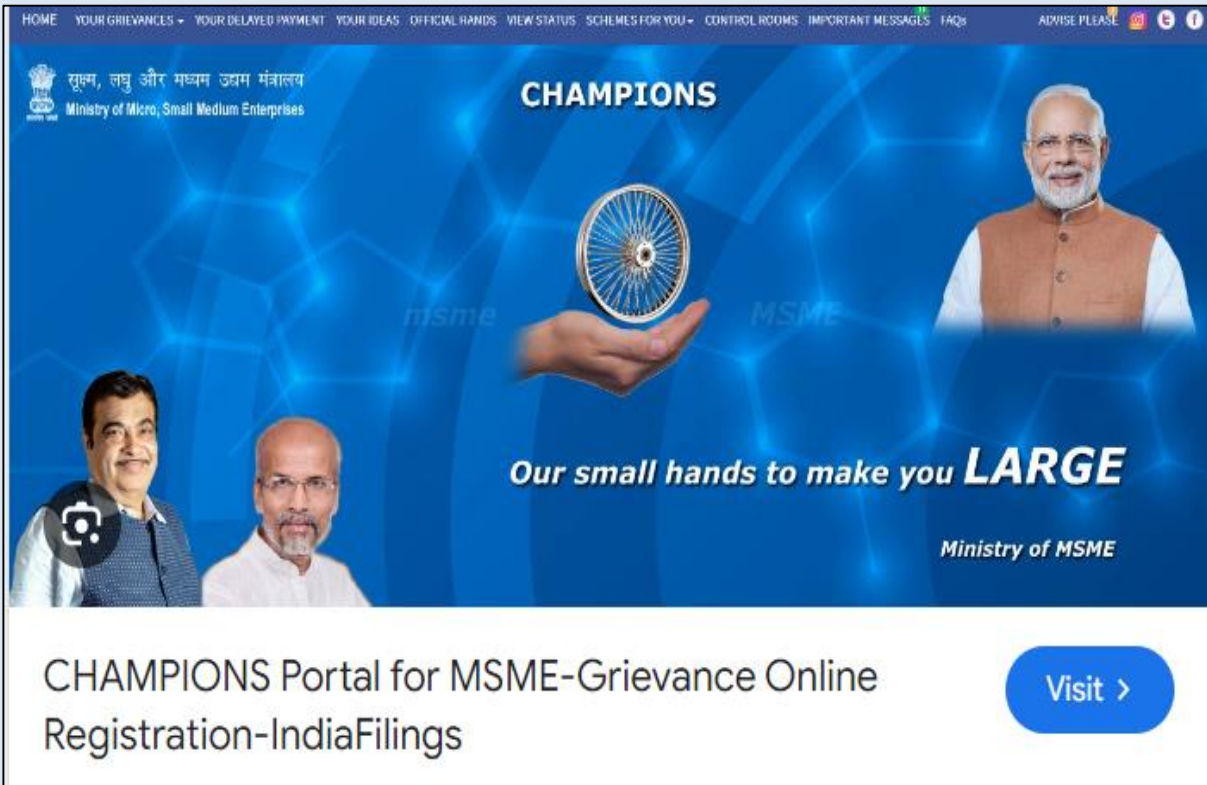 HOME YOUR GRIEVANCES YOUR DELAYED PAYMENT YOUR IDEAS OFFICIAL HANDS VIEW STATUS SCHEMES FOR YOU CONTROL ROOMS IMPORTANT MESSAGES FAQs ADVISE PLEASE
सूक्ष्म, लघु और मध्यम उद्यम मंत्रालय
Ministry of Micro, Small Medium Enterprises
CHAMPIONS
msme MSME
Our small hands to make you LARGE
Ministry of MSME
CHAMPIONS Portal for MSME-Grievance Online
Registration-IndiaFilings
Visit >